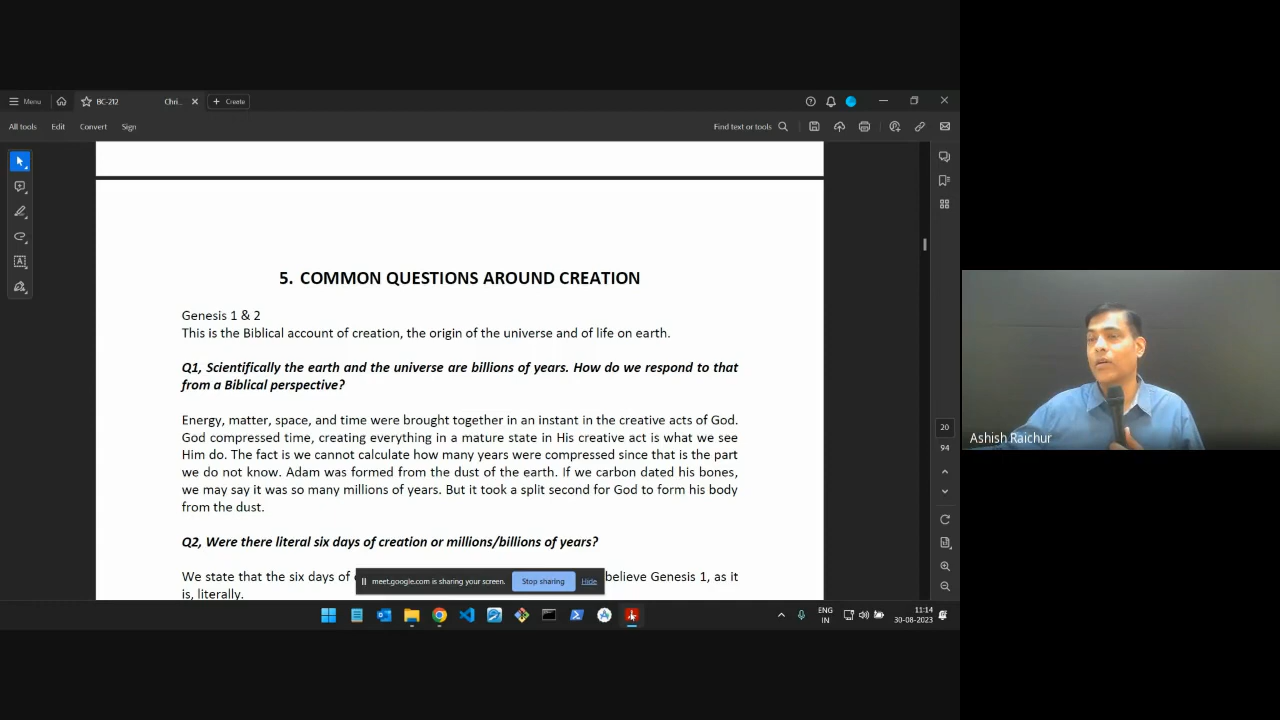 Menu
BC-212
Chri...
Create
All tools
Edit
Convert
Sign
Find text or tools
5. COMMON QUESTIONS AROUND CREATION
Genesis 1 & 2
This is the Biblical account of creation, the origin of the universe and of life on earth.
Q1, Scientifically the earth and the universe are billions of years. How do we respond to that
from a Biblical perspective?
Energy, matter, space, and time were brought together in an instant in the creative acts of God.
God compressed time, creating everything in a mature state in His creative act is what we see
Him do. The fact is we cannot calculate how many years were compressed since that is the part
we do not know. Adam was formed from the dust of the earth. If we carbon dated his bones,
we may say it was so many millions of years. But it took a split second for God to form his body
from the dust.
Q2, Were there literal six days of creation or millions/billions of years?
We state that the six days of
believe Genesis 1, as it
is, literally.
meet.google.com is sharing your screen.
Stop sharing
Hide
20
94
Ashish Raichur
ENG
IN
11:14
30-08-2023